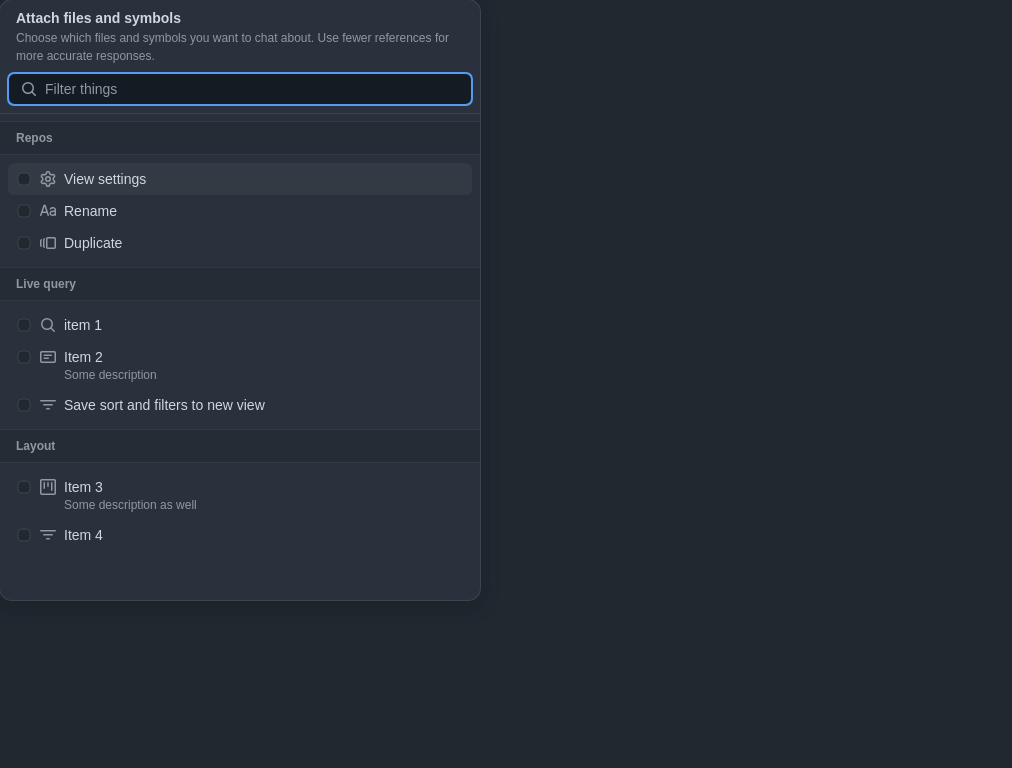 Attach files and symbols
Choose which files and symbols you want to chat about. Use fewer references for
more accurate responses.
Filter things
Repos
View settings
Rename
Duplicate
Live query
item 1
Item 2
Some description
Save sort and filters to new view
Layout
Item 3
Some description as well
Item 4